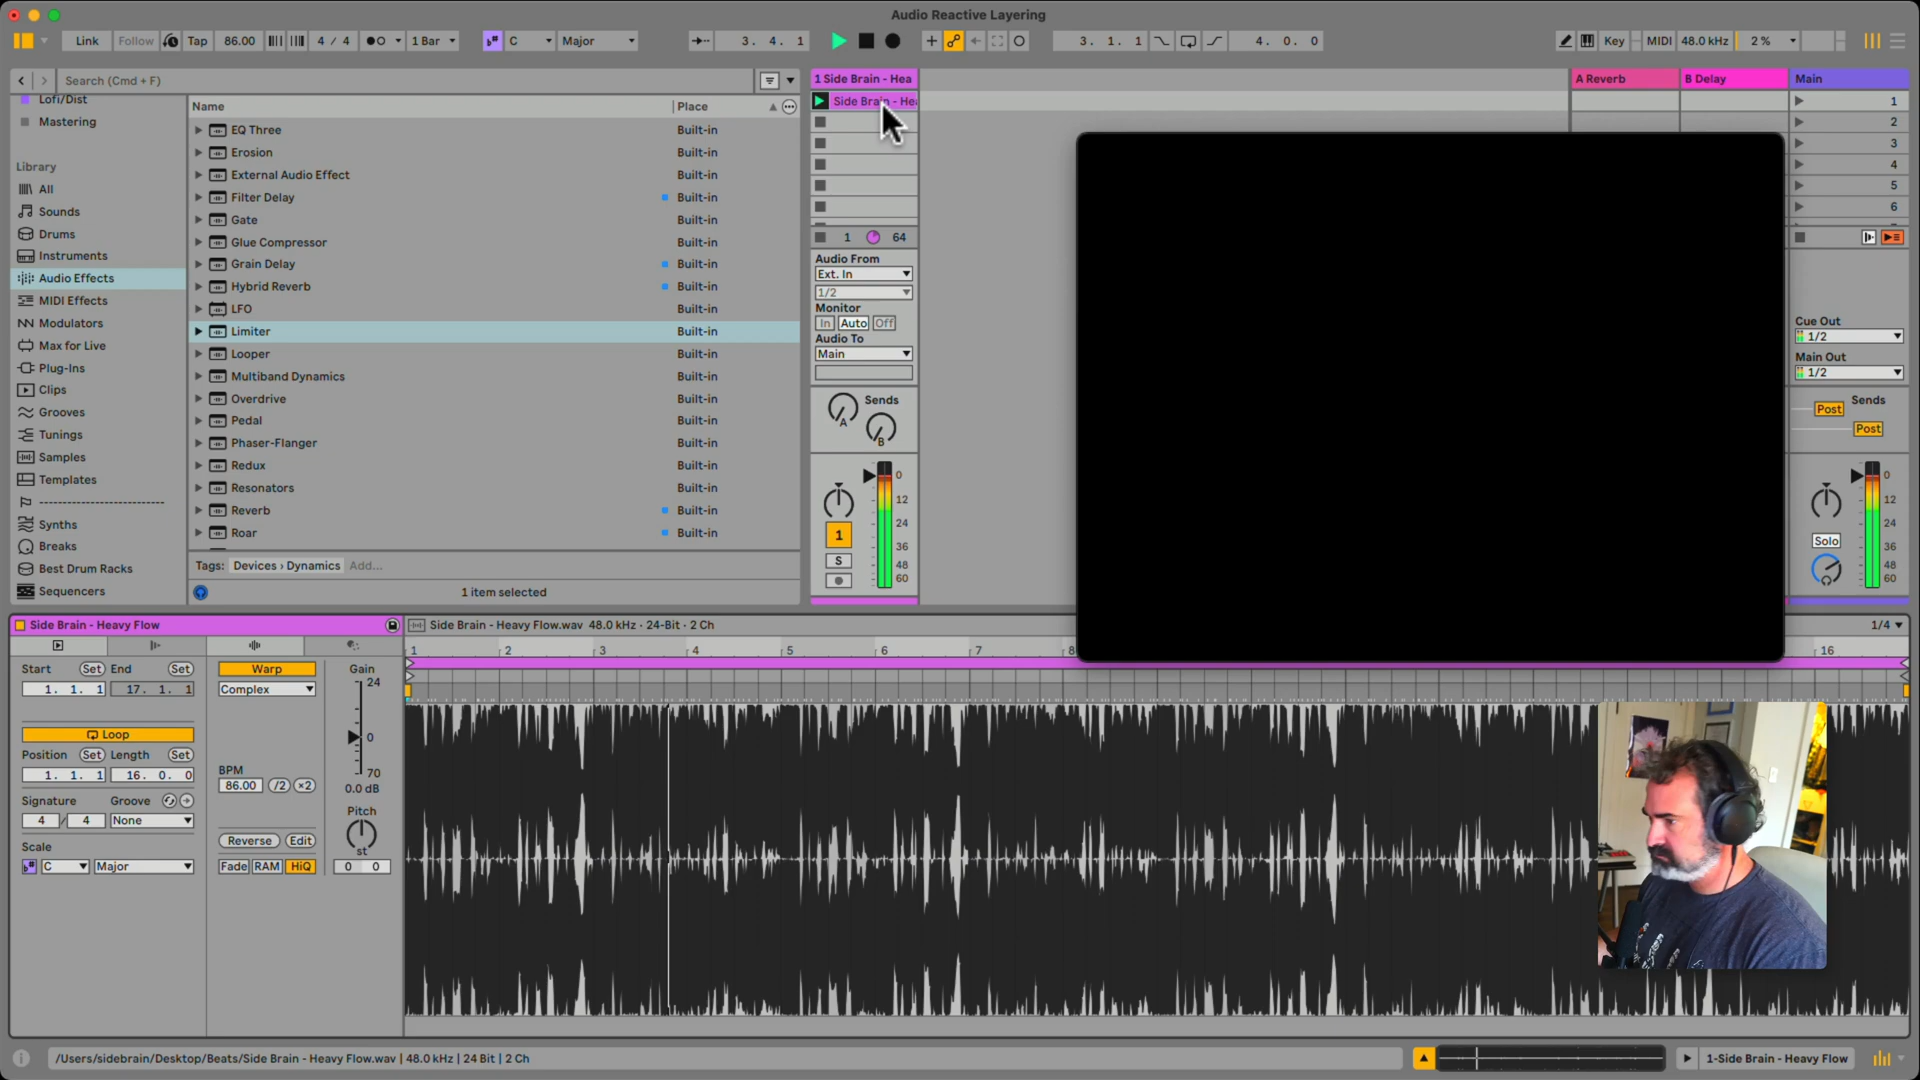 Audio Reactive Layering
Link Follow Tap 86.00 4 / 4 1 Bar C Major 3. 4. 1 3. 1. 1 4. 0. 0 Key MIDI 48.0 kHz 2 %
Search (Cmd + F)
Lofi/Dist
Mastering
Library
All
Sounds
Drums
Instruments
Audio Effects
MIDI Effects
Modulators
Max for Live
Plug-Ins
Clips
Grooves
Tunings
Samples
Templates
Synths
Breaks
Best Drum Racks
Sequencers
Name Place
EQ Three Built-in
Erosion Built-in
External Audio Effect Built-in
Filter Delay Built-in
Gate Built-in
Glue Compressor Built-in
Grain Delay Built-in
Hybrid Reverb Built-in
LFO Built-in
Limiter Built-in
Looper Built-in
Multiband Dynamics Built-in
Overdrive Built-in
Pedal Built-in
Phaser-Flanger Built-in
Redux Built-in
Resonators Built-in
Reverb Built-in
Roar Built-in
Tags: Devices › Dynamics Add...
1 item selected
1 Side Brain - Hea
Side Brain - Hea
1 64
Audio From
Ext. In
1/2
Monitor
In Auto Off
Audio To
Main
Sends
A
B
0
12
24
36
48
60
1
S
A Reverb B Delay Main
1
2
3
4
5
6
Cue Out
1/2
Main Out
1/2
Sends
Post
Post
Solo
0
12
24
36
48
60
Side Brain - Heavy Flow
Side Brain - Heavy Flow.wav 48.0 kHz · 24-Bit · 2 Ch 1/4
1 2 3 4 5 6 7 8 16
Start Set End Set
1. 1. 1 17. 1. 1
Loop
Position Set Length Set
1. 1. 1 16. 0. 0
Signature Groove
4 / 4 None
Scale
C Major
Warp
Complex
BPM
86.00 /2 ×2
Reverse Edit
Fade RAM HiQ
Gain
24
0
70
0.0 dB
Pitch
st
0 0
/Users/sidebrain/Desktop/Beats/Side Brain - Heavy Flow.wav | 48.0 kHz | 24 Bit | 2 Ch
1-Side Brain - Heavy Flow